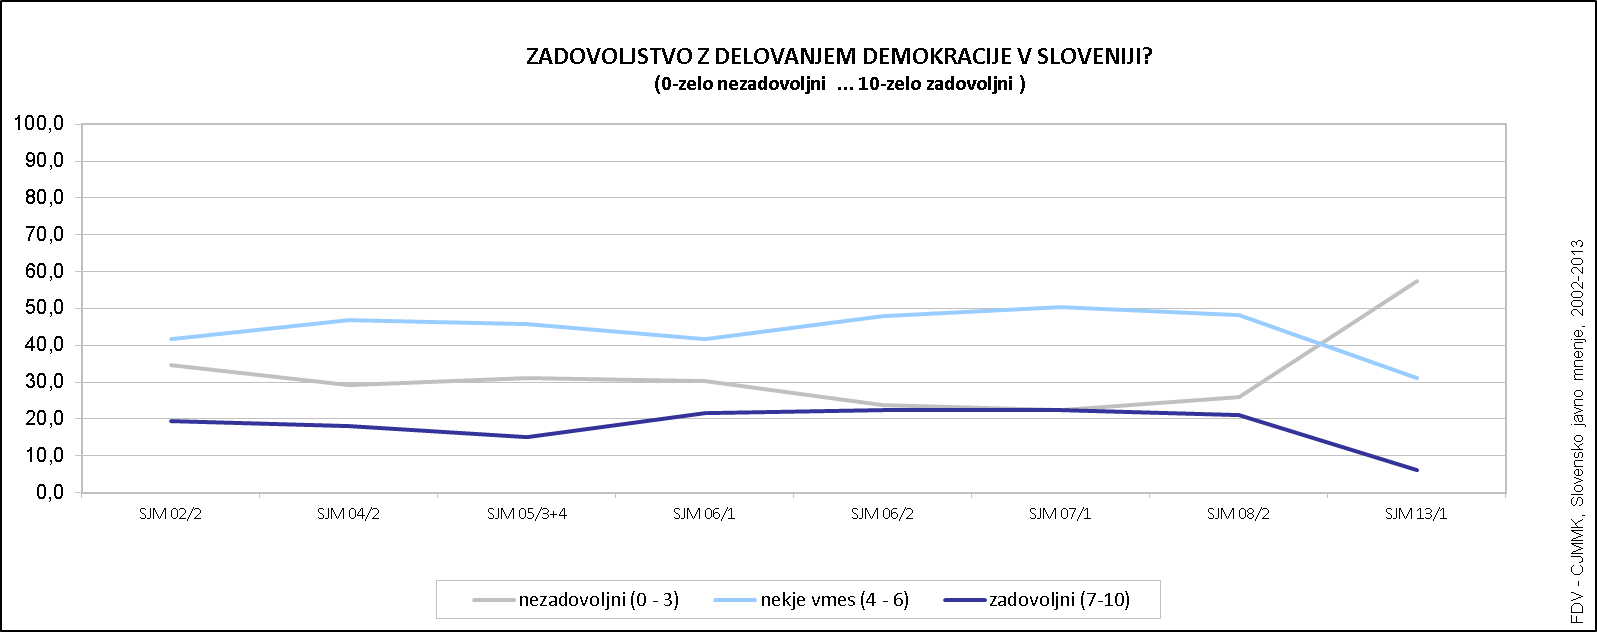 ZADOVOLJSTVO Z DELOVANJEM DEMOKRACIJE V SLOVENIJI?
(0-zelo nezadovoljni ... 10-zelo zadovoljni )
100,0
90,0
80,0
70,0
60,0
50,0
40,0
30,0
20,0
10,0
0,0
SJM 02/2 SJM 04/2 SJM 05/3+4 SJM 06/1 SJM 06/2 SJM 07/1 SJM 08/2 SJM 13/1
nezadovoljni (0 - 3) nekje vmes (4 - 6) zadovoljni (7-10)
FDV - CJMMK, Slovensko javno mnenje, 2002-2013